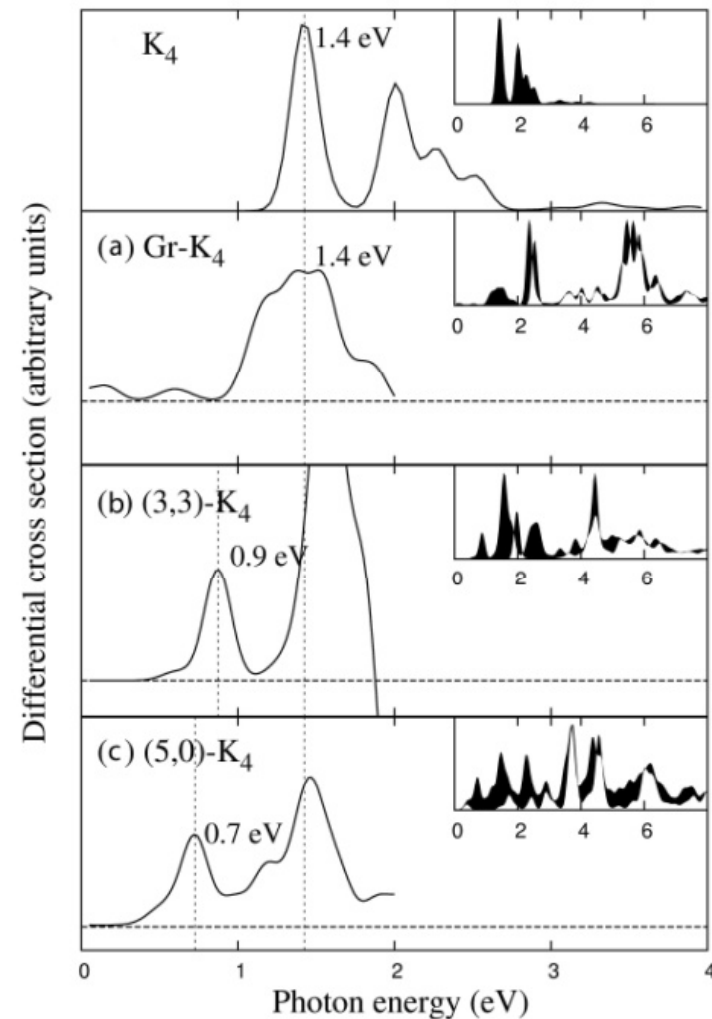 K₄
1.4 eV
0 2 4 6
(a) Gr-K₄
1.4 eV
0 2 4 6
(b) (3,3)-K₄
0.9 eV
0 2 4 6
(c) (5,0)-K₄
0.7 eV
0 2 4 6
0 1 2 3 4
Photon energy (eV)
Differential cross section (arbitrary units)